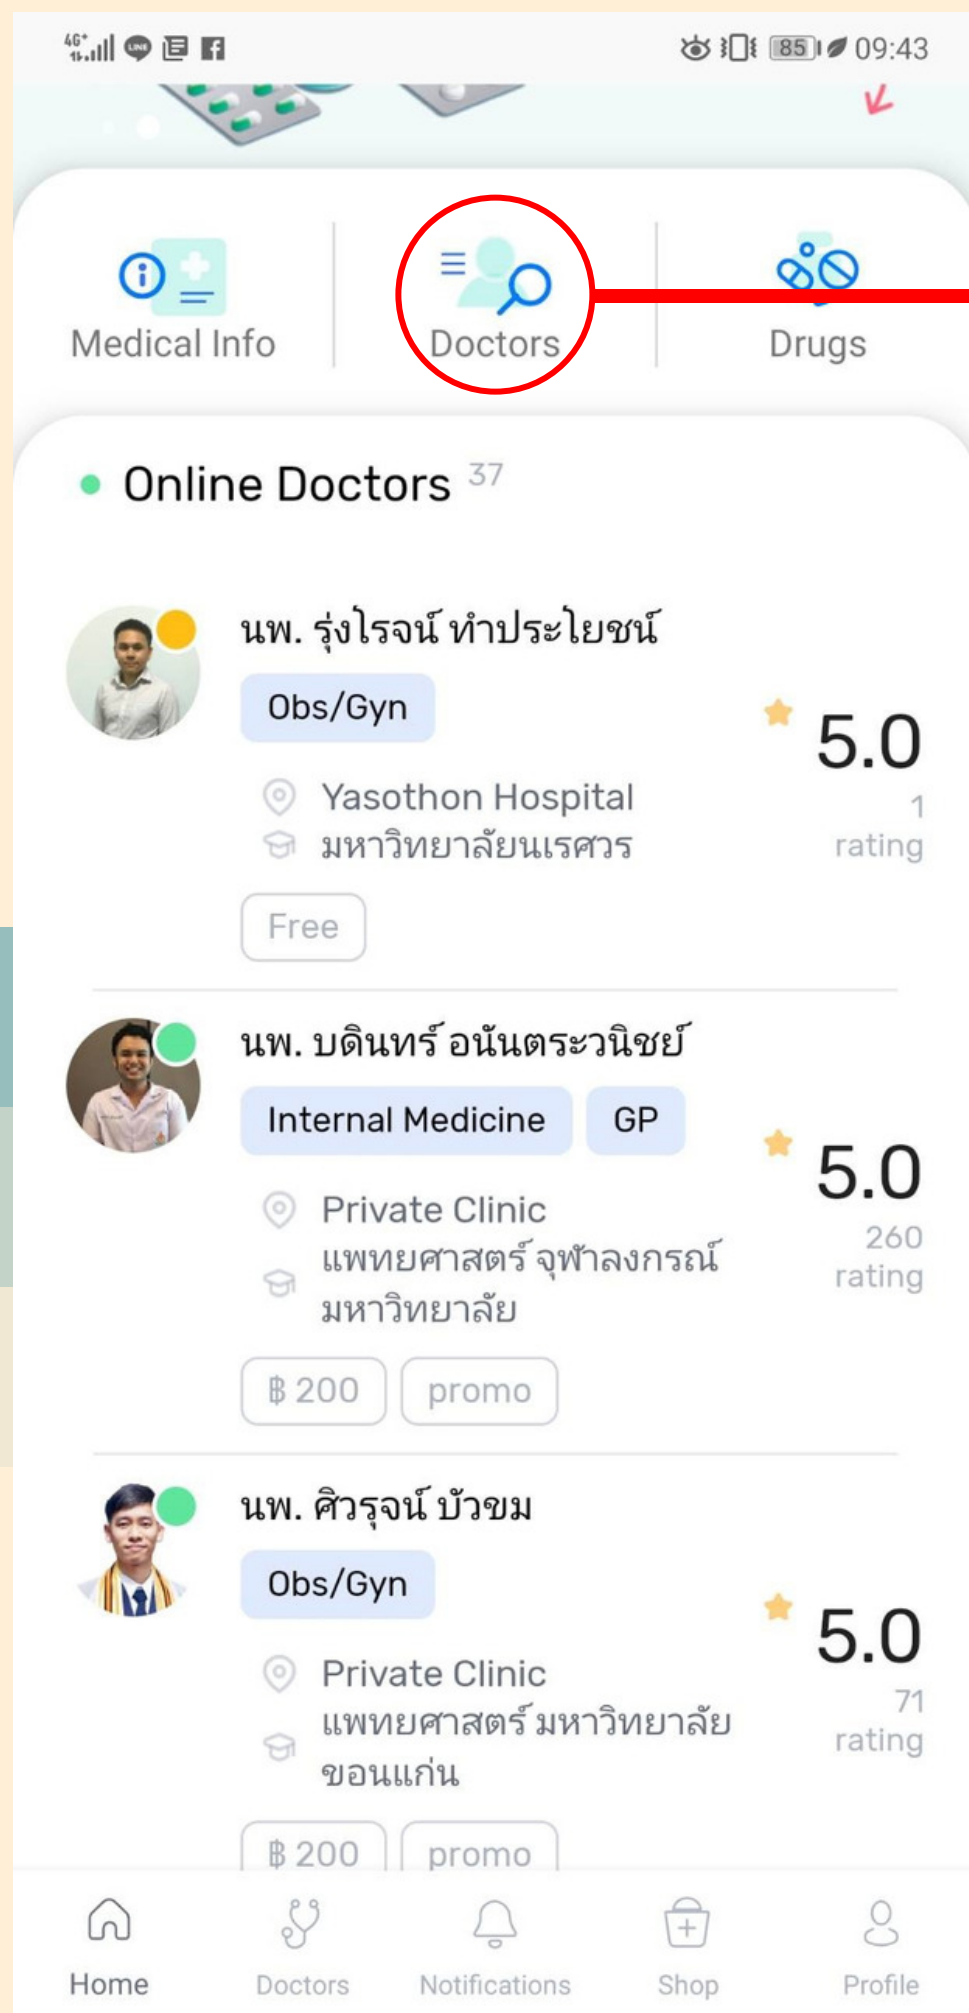 4G+
LINE
85
09:43
Medical Info
Doctors
Drugs
Online Doctors 37
นพ. รุ่งโรจน์ ทำประโยชน์
Obs/Gyn
5.0
Yasothon Hospital
1
มหาวิทยาลัยนเรศวร
rating
Free
นพ. บดินทร์ อนันตระวนิชย์
Internal Medicine
GP
5.0
Private Clinic
260
แพทยศาสตร์ จุฬาลงกรณ์
rating
มหาวิทยาลัย
฿ 200
promo
นพ. ศิวรุจน์ บัวขม
Obs/Gyn
5.0
Private Clinic
71
แพทยศาสตร์ มหาวิทยาลัย
rating
ขอนแก่น
฿ 200
promo
Home
Doctors
Notifications
Shop
Profile